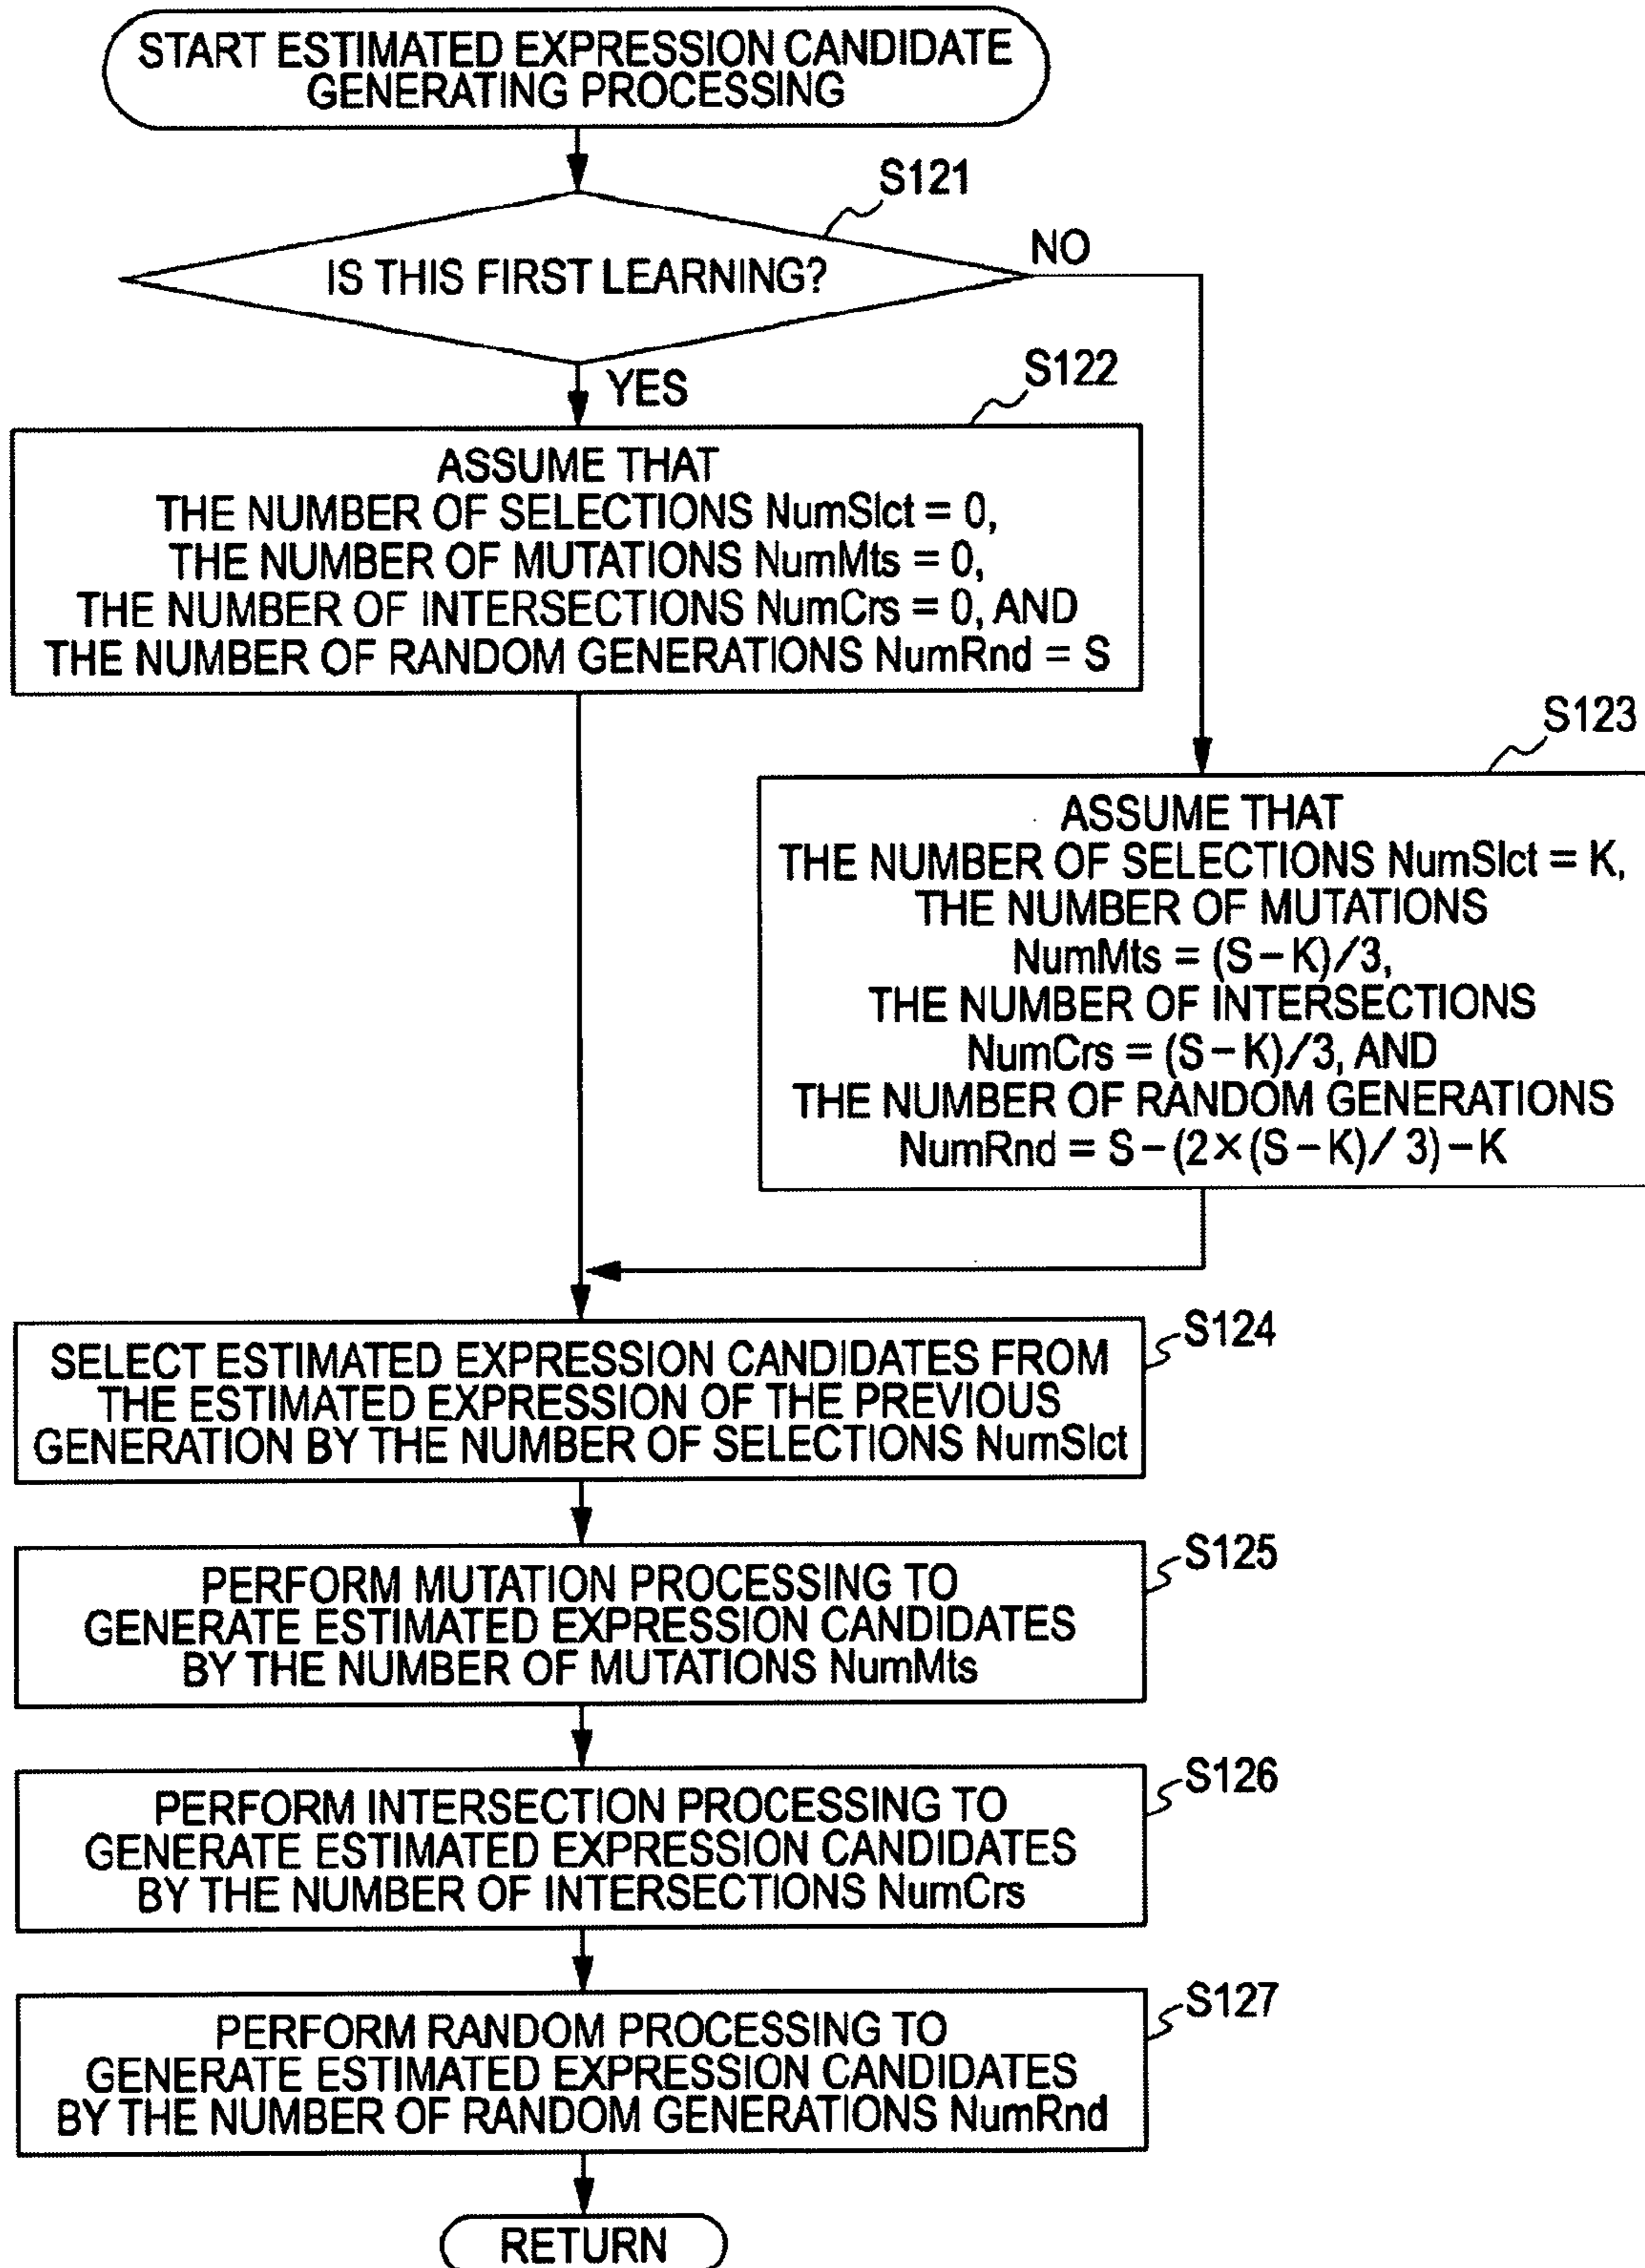 START ESTIMATED EXPRESSION CANDIDATE
GENERATING PROCESSING
S121
IS THIS FIRST LEARNING?
NO
YES
S122
ASSUME THAT
THE NUMBER OF SELECTIONS NumSlct = 0,
THE NUMBER OF MUTATIONS NumMts = 0,
THE NUMBER OF INTERSECTIONS NumCrs = 0, AND
THE NUMBER OF RANDOM GENERATIONS NumRnd = S
S123
ASSUME THAT
THE NUMBER OF SELECTIONS NumSlct = K,
THE NUMBER OF MUTATIONS
NumMts = (S-K)/3,
THE NUMBER OF INTERSECTIONS
NumCrs = (S-K)/3, AND
THE NUMBER OF RANDOM GENERATIONS
NumRnd = S-(2×(S-K)/3)-K
S124
SELECT ESTIMATED EXPRESSION CANDIDATES FROM
THE ESTIMATED EXPRESSION OF THE PREVIOUS
GENERATION BY THE NUMBER OF SELECTIONS NumSlct
S125
PERFORM MUTATION PROCESSING TO
GENERATE ESTIMATED EXPRESSION CANDIDATES
BY THE NUMBER OF MUTATIONS NumMts
S126
PERFORM INTERSECTION PROCESSING TO
GENERATE ESTIMATED EXPRESSION CANDIDATES
BY THE NUMBER OF INTERSECTIONS NumCrs
S127
PERFORM RANDOM PROCESSING TO
GENERATE ESTIMATED EXPRESSION CANDIDATES
BY THE NUMBER OF RANDOM GENERATIONS NumRnd
RETURN